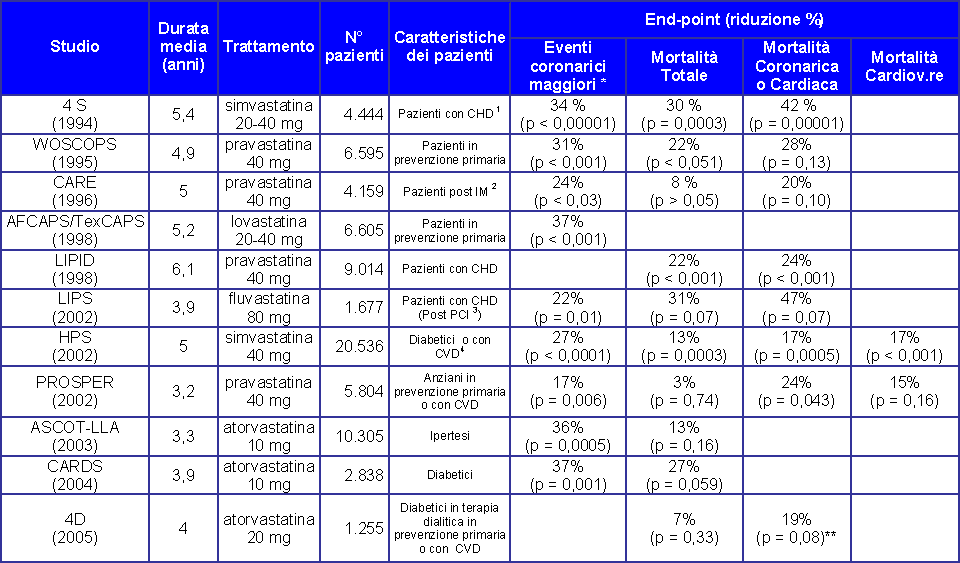 Studio
Durata
media
(anni)
Trattamento
N°
pazienti
Caratteristiche
dei pazienti
End-point (riduzione %)
Eventi
coronarici
maggiori *
Mortalità
Totale
Mortalità
Coronarica
o Cardiaca
Mortalità
Cardiov.re
4 S
(1994)
5,4
simvastatina
20-40 mg
4.444
Pazienti con CHD 1
34 %
(p < 0,00001)
30 %
(p = 0,0003)
42 %
(p = 0,00001)
WOSCOPS
(1995)
4,9
pravastatina
40 mg
6.595
Pazienti in
prevenzione primaria
31%
(p < 0,001)
22%
(p < 0,051)
28%
(p = 0,13)
CARE
(1996)
5
pravastatina
40 mg
4.159
Pazienti post IM 2
24%
(p < 0,03)
8 %
(p > 0,05)
20%
(p = 0,10)
AFCAPS/TexCAPS
(1998)
5,2
lovastatina
20-40 mg
6.605
Pazienti in
prevenzione primaria
37%
(p < 0,001)
LIPID
(1998)
6,1
pravastatina
40 mg
9.014
Pazienti con CHD
22%
(p < 0,001)
24%
(p < 0,001)
LIPS
(2002)
3,9
fluvastatina
80 mg
1.677
Pazienti con CHD
(Post PCI 3)
22%
(p = 0,01)
31%
(p = 0,07)
47%
(p = 0,07)
HPS
(2002)
5
simvastatina
40 mg
20.536
Diabetici o con
CVD4
27%
(p < 0,0001)
13%
(p = 0,0003)
17%
(p = 0,0005)
17%
(p < 0,001)
PROSPER
(2002)
3,2
pravastatina
40 mg
5.804
Anziani in
prevenzione primaria
o con CVD
17%
(p = 0,006)
3%
(p = 0,74)
24%
(p = 0,043)
15%
(p = 0,16)
ASCOT-LLA
(2003)
3,3
atorvastatina
10 mg
10.305
Ipertesi
36%
(p = 0,0005)
13%
(p = 0,16)
CARDS
(2004)
3,9
atorvastatina
10 mg
2.838
Diabetici
37%
(p = 0,001)
27%
(p = 0,059)
4D
(2005)
4
atorvastatina
20 mg
1.255
Diabetici in terapia
dialitica in
prevenzione primaria
o con CVD
7%
(p = 0,33)
19%
(p = 0,08)**